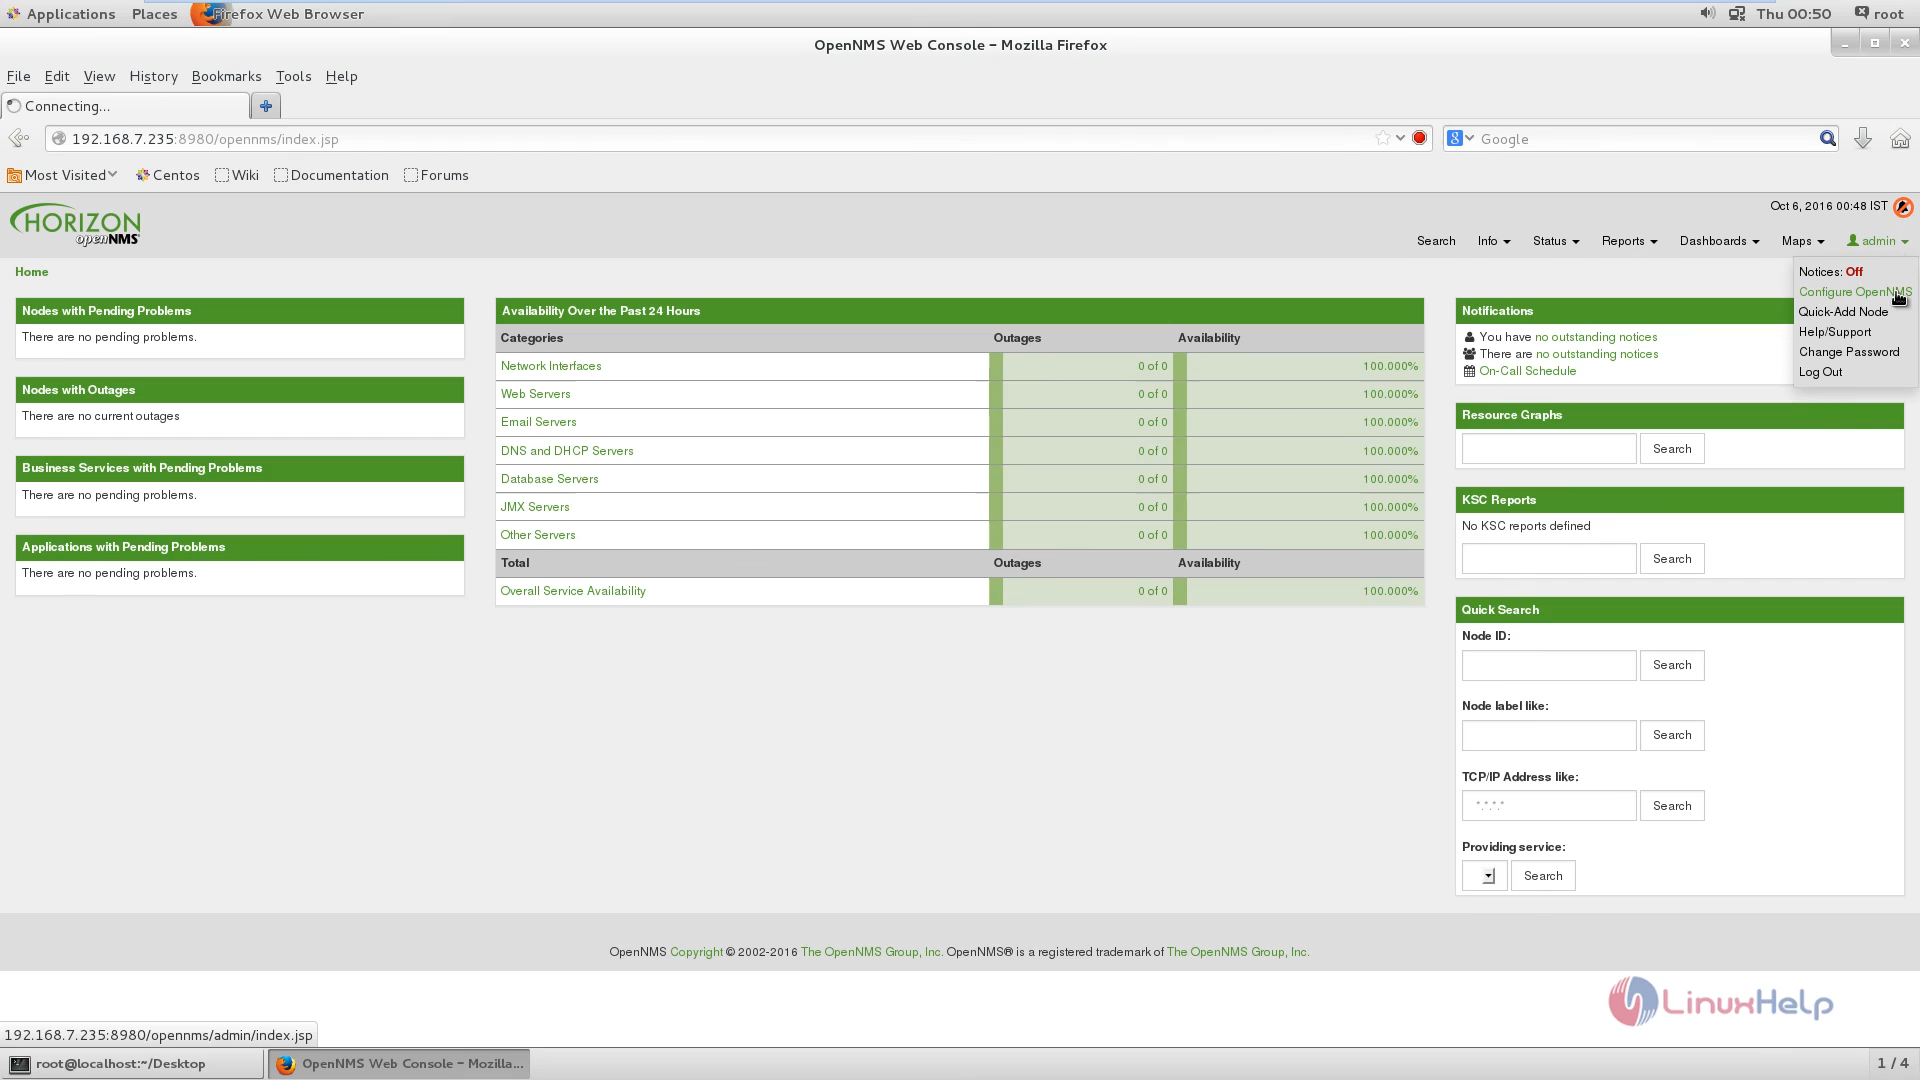 Applications Places Firefox Web Browser Thu 00:50 root
OpenNMS Web Console - Mozilla Firefox
File Edit View History Bookmarks Tools Help
Connecting...
192.168.7.235:8980/opennms/index.jsp
Google
Most Visited Centos Wiki Documentation Forums
HORIZON
openNMS
Oct 6, 2016 00:48 IST
Search Info Status Reports Dashboards Maps admin
Home
Notices: Off
Configure OpenNMS
Quick-Add Node
Help/Support
Change Password
Log Out
Nodes with Pending Problems
There are no pending problems.
Nodes with Outages
There are no current outages
Business Services with Pending Problems
There are no pending problems.
Applications with Pending Problems
There are no pending problems.
Availability Over the Past 24 Hours
Categories Outages Availability
Network Interfaces 0 of 0 100.000%
Web Servers 0 of 0 100.000%
Email Servers 0 of 0 100.000%
DNS and DHCP Servers 0 of 0 100.000%
Database Servers 0 of 0 100.000%
JMX Servers 0 of 0 100.000%
Other Servers 0 of 0 100.000%
Total Outages Availability
Overall Service Availability 0 of 0 100.000%
Notifications
You have no outstanding notices
There are no outstanding notices
On-Call Schedule
Resource Graphs
Search
KSC Reports
No KSC reports defined
Search
Quick Search
Node ID:
Search
Node label like:
Search
TCP/IP Address like:
*.*.*.* Search
Providing service:
Search
OpenNMS Copyright © 2002-2016 The OpenNMS Group, Inc. OpenNMS® is a registered trademark of The OpenNMS Group, Inc.
LinuxHelp
192.168.7.235:8980/opennms/admin/index.jsp
root@localhost:~/Desktop OpenNMS Web Console - Mozilla... 1 / 4